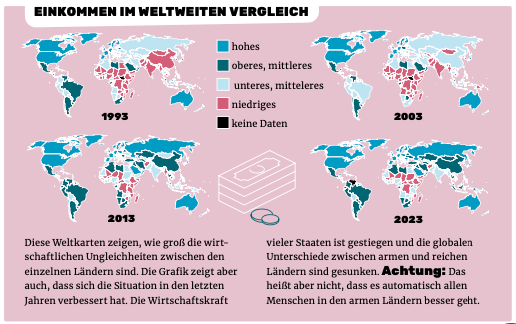 EINKOMMEN IM WELTWEITEN VERGLEICH
hohes
oberes, mittleres
unteres, mitteleres
niedriges
keine Daten
1993
2003
2013
2023
Diese Weltkarten zeigen, wie groß die wirt-
schaftlichen Ungleichheiten zwischen den
einzelnen Ländern sind. Die Grafik zeigt aber
auch, dass sich die Situation in den letzten
Jahren verbessert hat. Die Wirtschaftskraft
vieler Staaten ist gestiegen und die globalen
Unterschiede zwischen armen und reichen
Ländern sind gesunken. Achtung: Das
heißt aber nicht, dass es automatisch allen
Menschen in den armen Ländern besser geht.